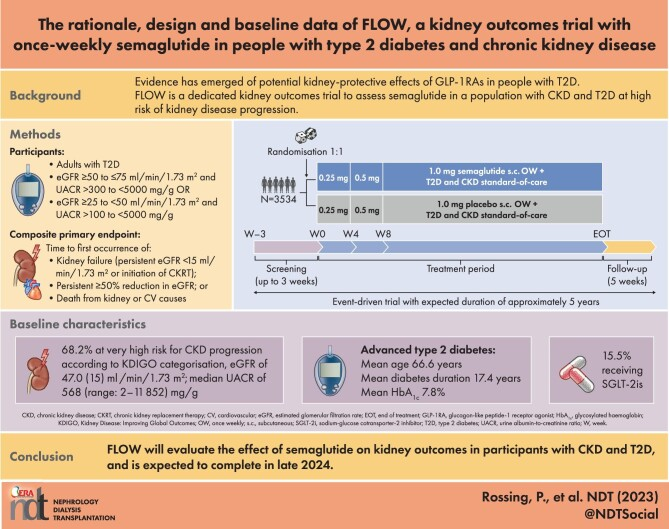 The rationale, design and baseline data of FLOW, a kidney outcomes trial with
once-weekly semaglutide in people with type 2 diabetes and chronic kidney disease
Background
Evidence has emerged of potential kidney-protective effects of GLP-1RAs in people with T2D.
FLOW is a dedicated kidney outcomes trial to assess semaglutide in a population with CKD and T2D at high
risk of kidney disease progression.
Methods
Participants:
• Adults with T2D
• eGFR ≥50 to ≤75 ml/min/1.73 m² and
UACR >300 to <5000 mg/g OR
• eGFR ≥25 to <50 ml/min/1.73 m² and
UACR >100 to <5000 mg/g
Composite primary endpoint:
Time to first occurrence of:
• Kidney failure (persistent eGFR <15 ml/
min/1.73 m² or initiation of CKRT);
• Persistent ≥50% reduction in eGFR; or
• Death from kidney or CV causes
Randomisation 1:1
N=3534
0.25 mg
0.5 mg
1.0 mg semaglutide s.c. OW +
T2D and CKD standard-of-care
0.25 mg
0.5 mg
1.0 mg placebo s.c. OW +
T2D and CKD standard-of-care
W–3
W0
W4
W8
EOT
Screening
(up to 3 weeks)
Treatment period
Follow-up
(5 weeks)
Event-driven trial with expected duration of approximately 5 years
Baseline characteristics
68.2% at very high risk for CKD progression
according to KDIGO categorisation, eGFR of
47.0 (15) ml/min/1.73 m²; median UACR of
568 (range: 2–11 852) mg/g
Advanced type 2 diabetes:
Mean age 66.6 years
Mean diabetes duration 17.4 years
Mean HbA1c 7.8%
15.5%
receiving
SGLT-2is
CKD, chronic kidney disease; CKRT, chronic kidney replacement therapy; CV, cardiovascular; eGFR, estimated glomerular filtration rate; EOT, end of treatment; GLP-1RA, glucagon-like peptide-1 receptor agonist; HbA1c, glycosylated haemoglobin;
KDIGO, Kidney Disease: Improving Global Outcomes; OW, once weekly; s.c., subcutaneous; SGLT-2i, sodium-glucose cotransporter-2 inhibitor; T2D, type 2 diabetes; UACR, urine albumin-to-creatinine ratio; W, week.
Conclusion
FLOW will evaluate the effect of semaglutide on kidney outcomes in participants with CKD and T2D,
and is expected to complete in late 2024.
ERA
ndt
NEPHROLOGY
DIALYSIS
TRANSPLANTATION
Rossing, P., et al. NDT (2023)
@NDTSocial